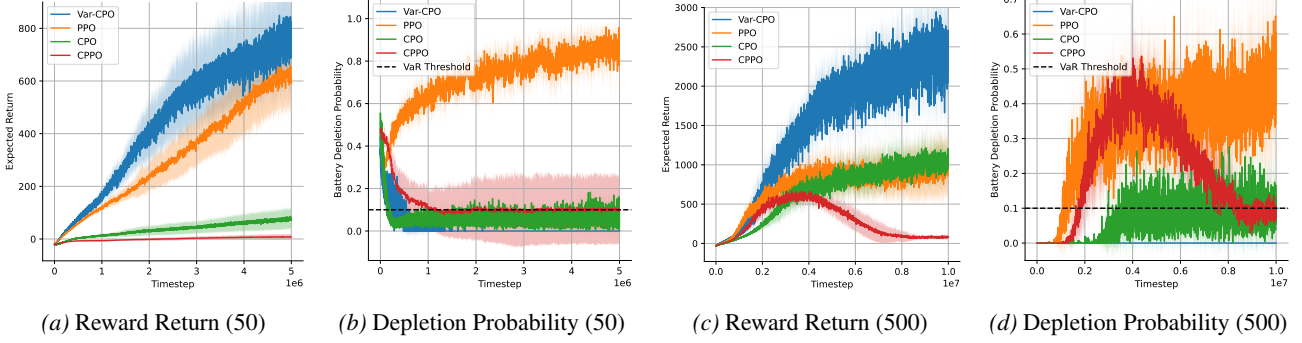 800
600
400
200
0
Expected Return
Var-CPO
PPO
CPO
CPPO
0
1
2
3
4
5
1e6
Timestep
(a) Reward Return (50)
1.0
0.8
0.6
0.4
0.2
0.0
Battery Depletion Probability
Var-CPO
PPO
CPO
CPPO
VaR Threshold
0
1
2
3
4
5
1e6
Timestep
(b) Depletion Probability (50)
3000
2500
2000
1500
1000
500
0
Expected Return
Var-CPO
PPO
CPO
CPPO
0.0
0.2
0.4
0.6
0.8
1.0
1e7
Timestep
(c) Reward Return (500)
0.7
0.6
0.5
0.4
0.3
0.2
0.1
0.0
Battery Depletion Probability
Var-CPO
PPO
CPO
CPPO
VaR Threshold
0.0
0.2
0.4
0.6
0.8
1.0
1e7
Timestep
(d) Depletion Probability (500)